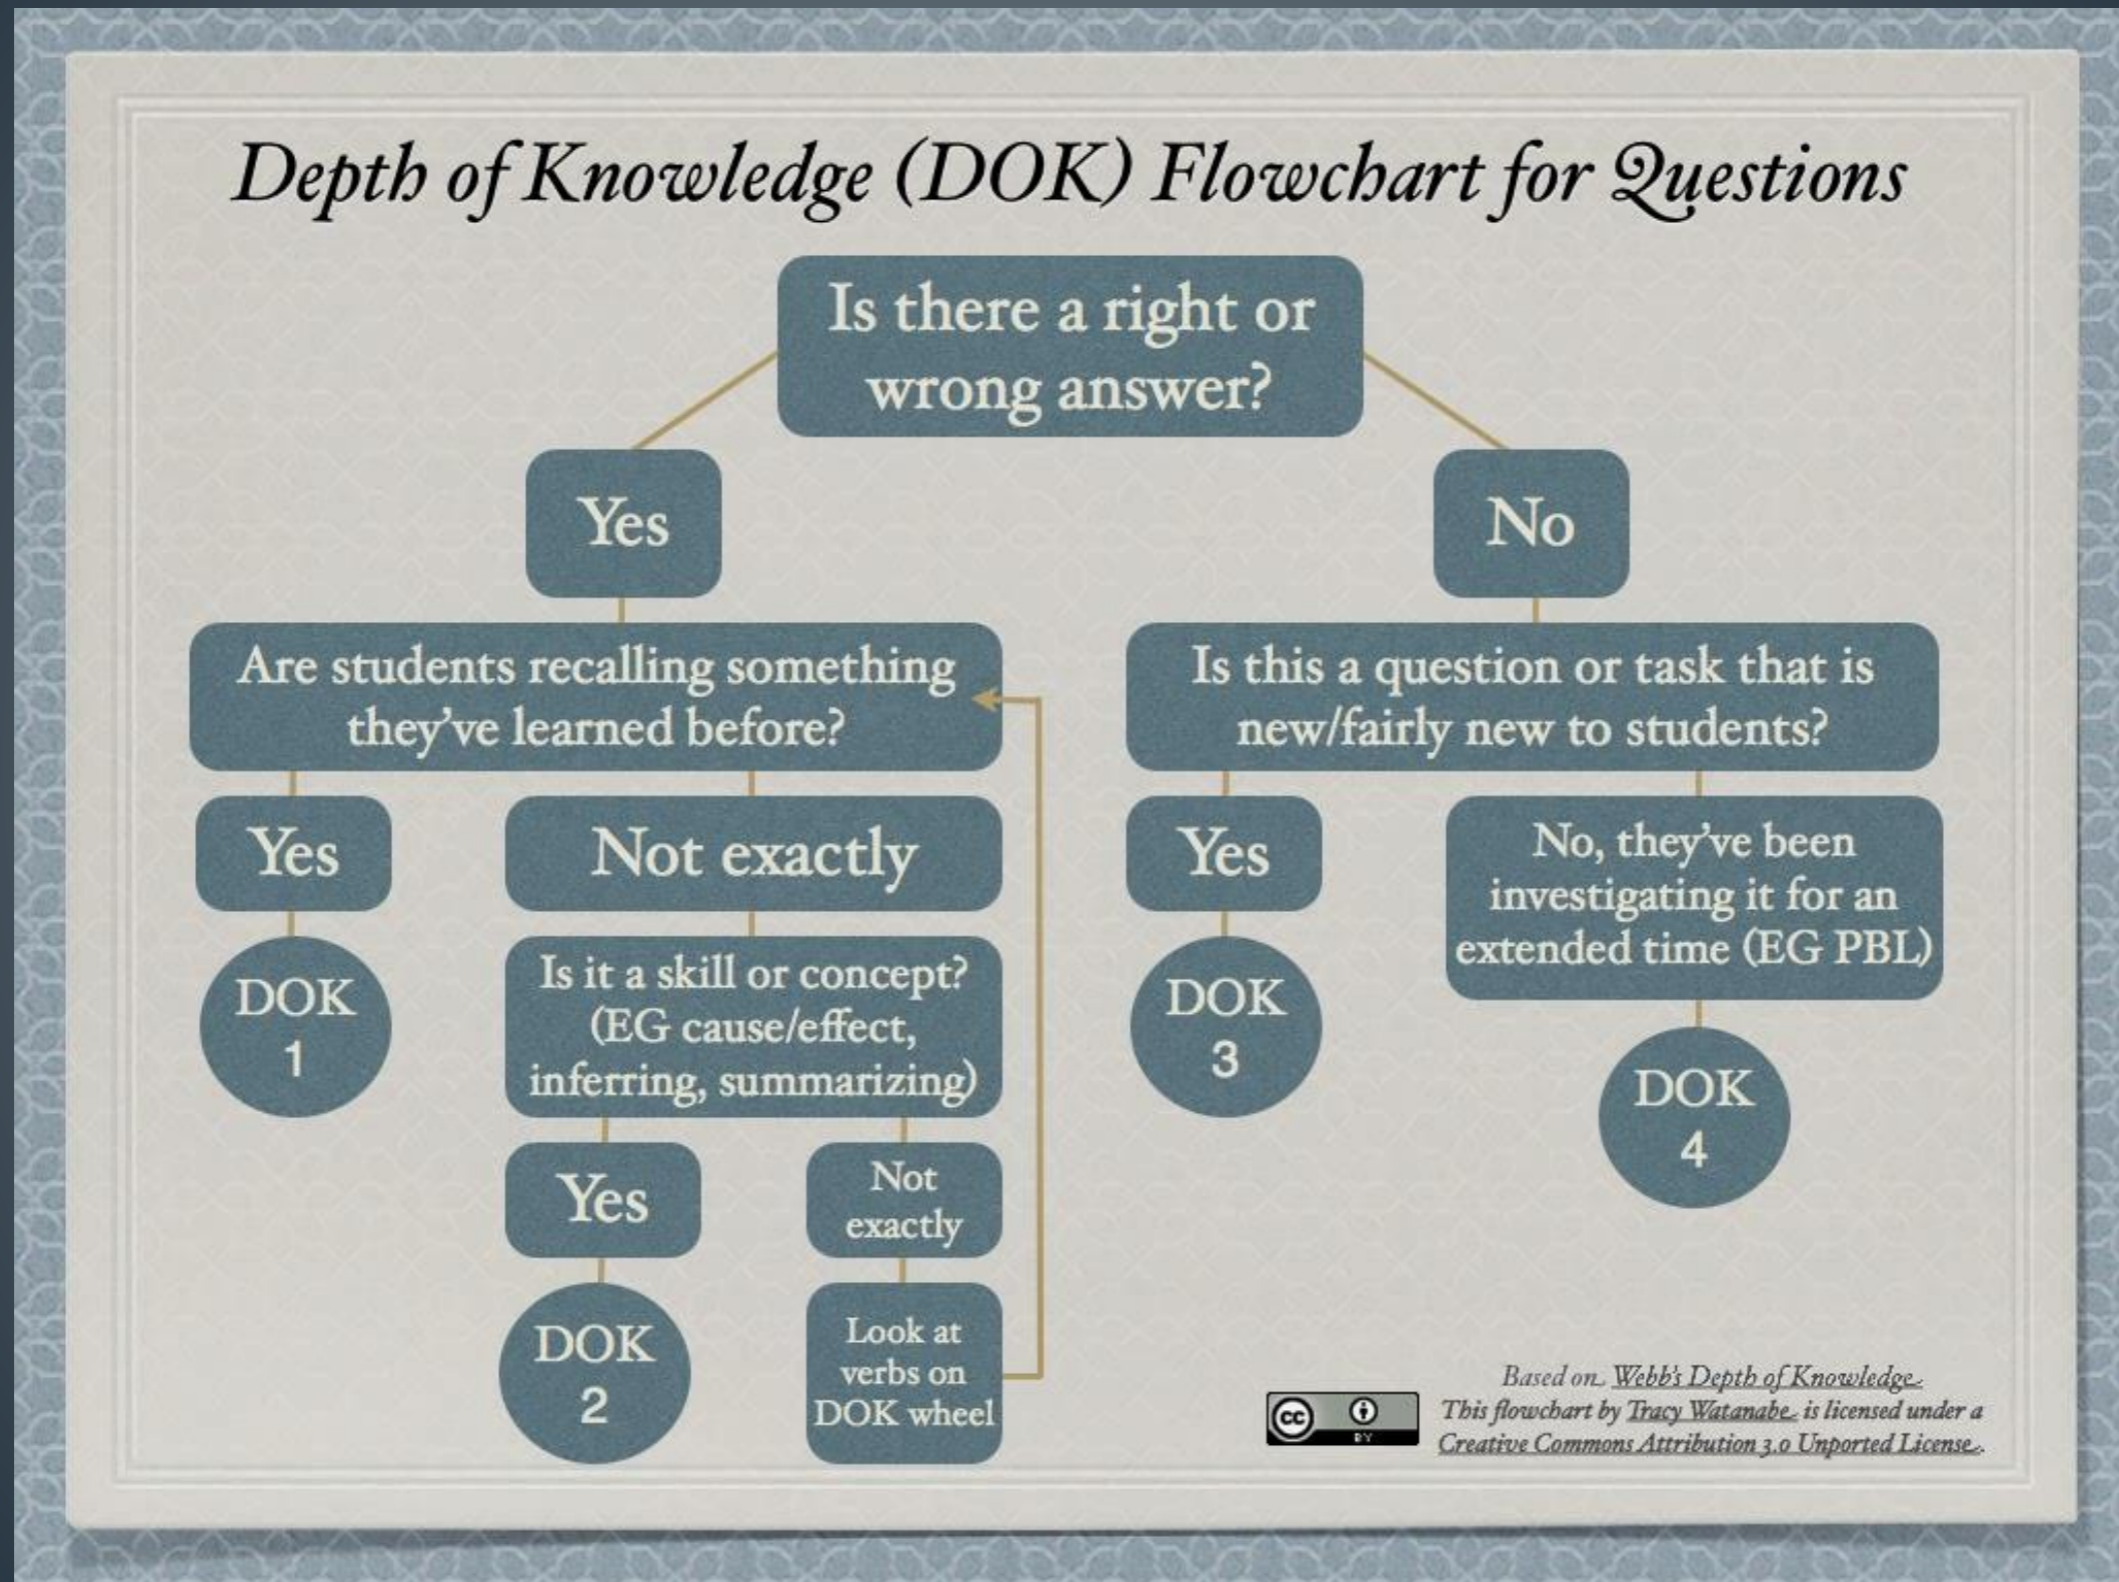 Depth of Knowledge (DOK) Flowchart for Questions
Is there a right or
wrong answer?
Yes
No
Are students recalling something
they've learned before?
Is this a question or task that is
new/fairly new to students?
Yes
Not exactly
Yes
No, they've been
investigating it for an
extended time (EG PBL)
DOK
1
Is it a skill or concept?
(EG cause/effect,
inferring, summarizing)
DOK
3
DOK
4
Yes
Not
exactly
DOK
2
Look at
verbs on
DOK wheel
cc
BY
Based on Webb's Depth of Knowledge.
This flowchart by Tracy Watanabe is licensed under a
Creative Commons Attribution 3.0 Unported License.